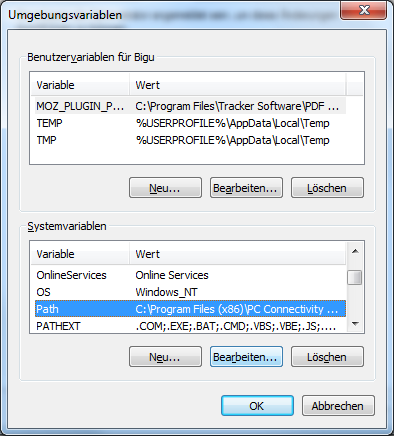 Umgebungsvariablen
Benutzervariablen für Bigu
Variable Wert
MOZ_PLUGIN_P... C:\Program Files\Tracker Software\PDF ...
TEMP %USERPROFILE%\AppData\Local\Temp
TMP %USERPROFILE%\AppData\Local\Temp
Neu... Bearbeiten... Löschen
Systemvariablen
Variable Wert
OnlineServices Online Services
OS Windows_NT
Path C:\Program Files (x86)\PC Connectivity ...
PATHEXT .COM;.EXE;.BAT;.CMD;.VBS;.VBE;.JS;....
Neu... Bearbeiten... Löschen
OK Abbrechen